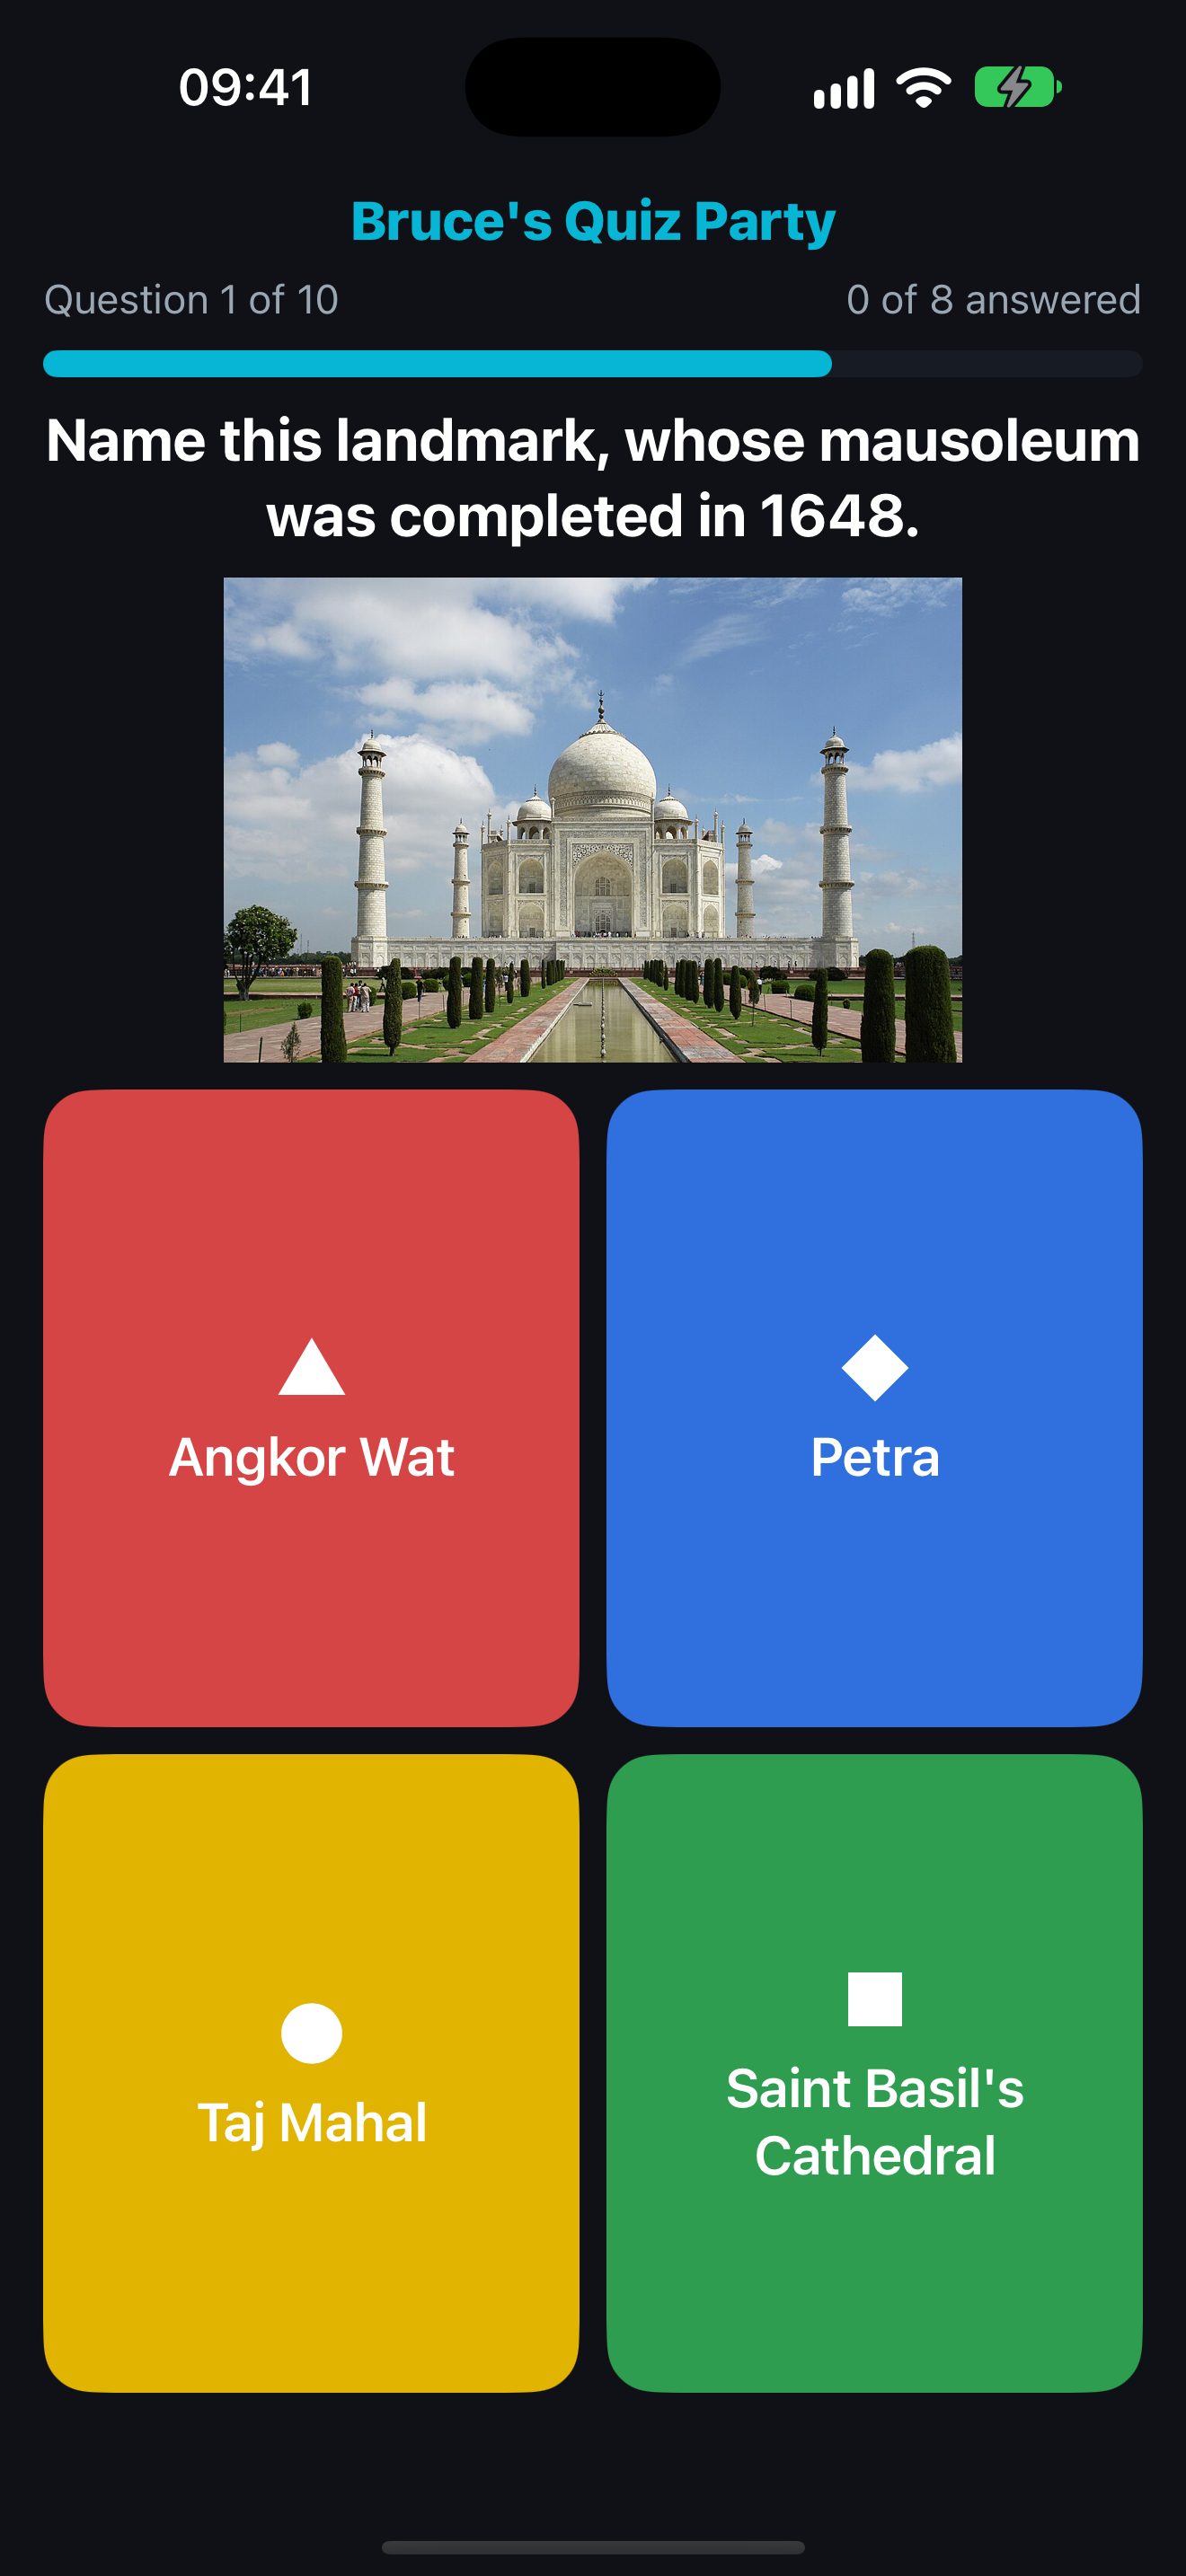 09:41
Bruce's Quiz Party
Question 1 of 10
0 of 8 answered
Name this landmark, whose mausoleum
was completed in 1648.
Angkor Wat
Petra
Taj Mahal
Saint Basil's
Cathedral